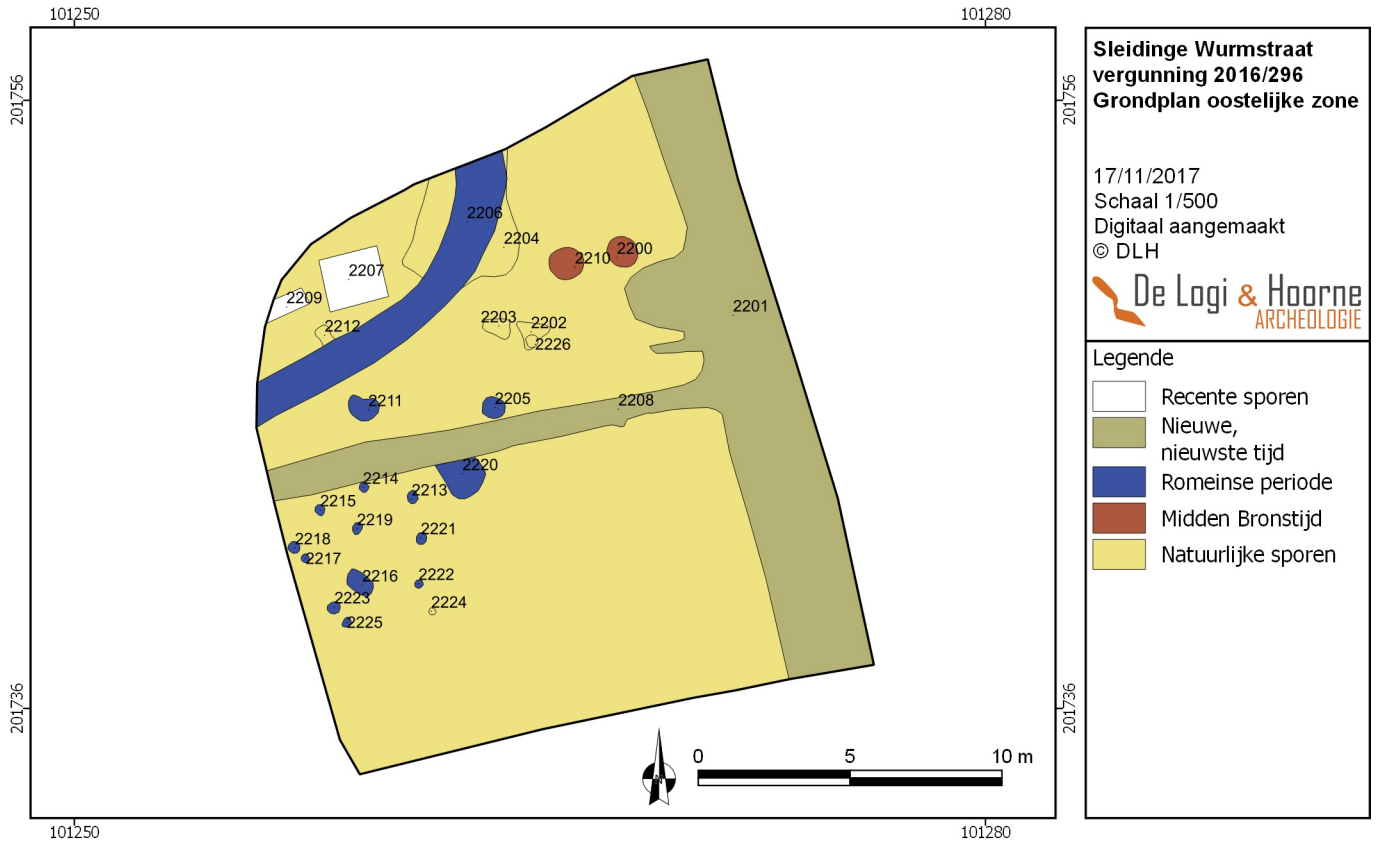 101250
101280
201756
201756
2206
2204
2200
2210
2207
2209
2201
2203
2202
2212
2226
2211
2205
2208
2220
2214
2213
2215
2219
2218
2221
2217
2216
2222
2223
2224
2225
201736
201736
N
0
5
10 m
101250
101280
Sleidinge Wurmstraat
vergunning 2016/296
Grondplan oostelijke zone
17/11/2017
Schaal 1/500
Digitaal aangemaakt
© DLH
De Logi & Hoorne
ARCHEOLOGIE
Legende
Recente sporen
Nieuwe,
nieuwste tijd
Romeinse periode
Midden Bronstijd
Natuurlijke sporen